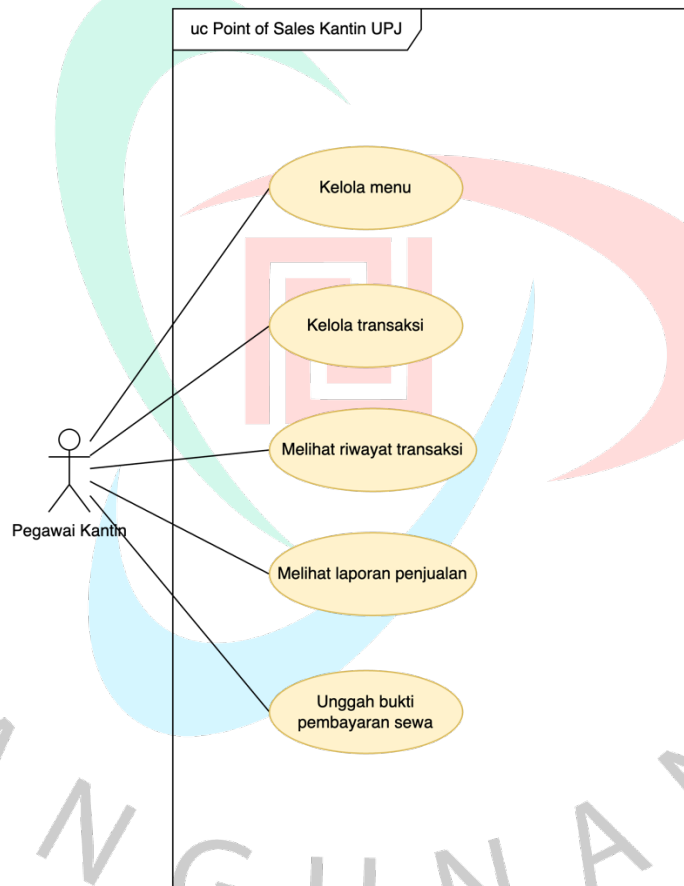 uc Point of Sales Kantin UPJ
Kelola menu
Kelola transaksi
Melihat riwayat transaksi
Pegawai Kantin
Melihat laporan penjualan
Unggah bukti
pembayaran sewa
NGUNAN